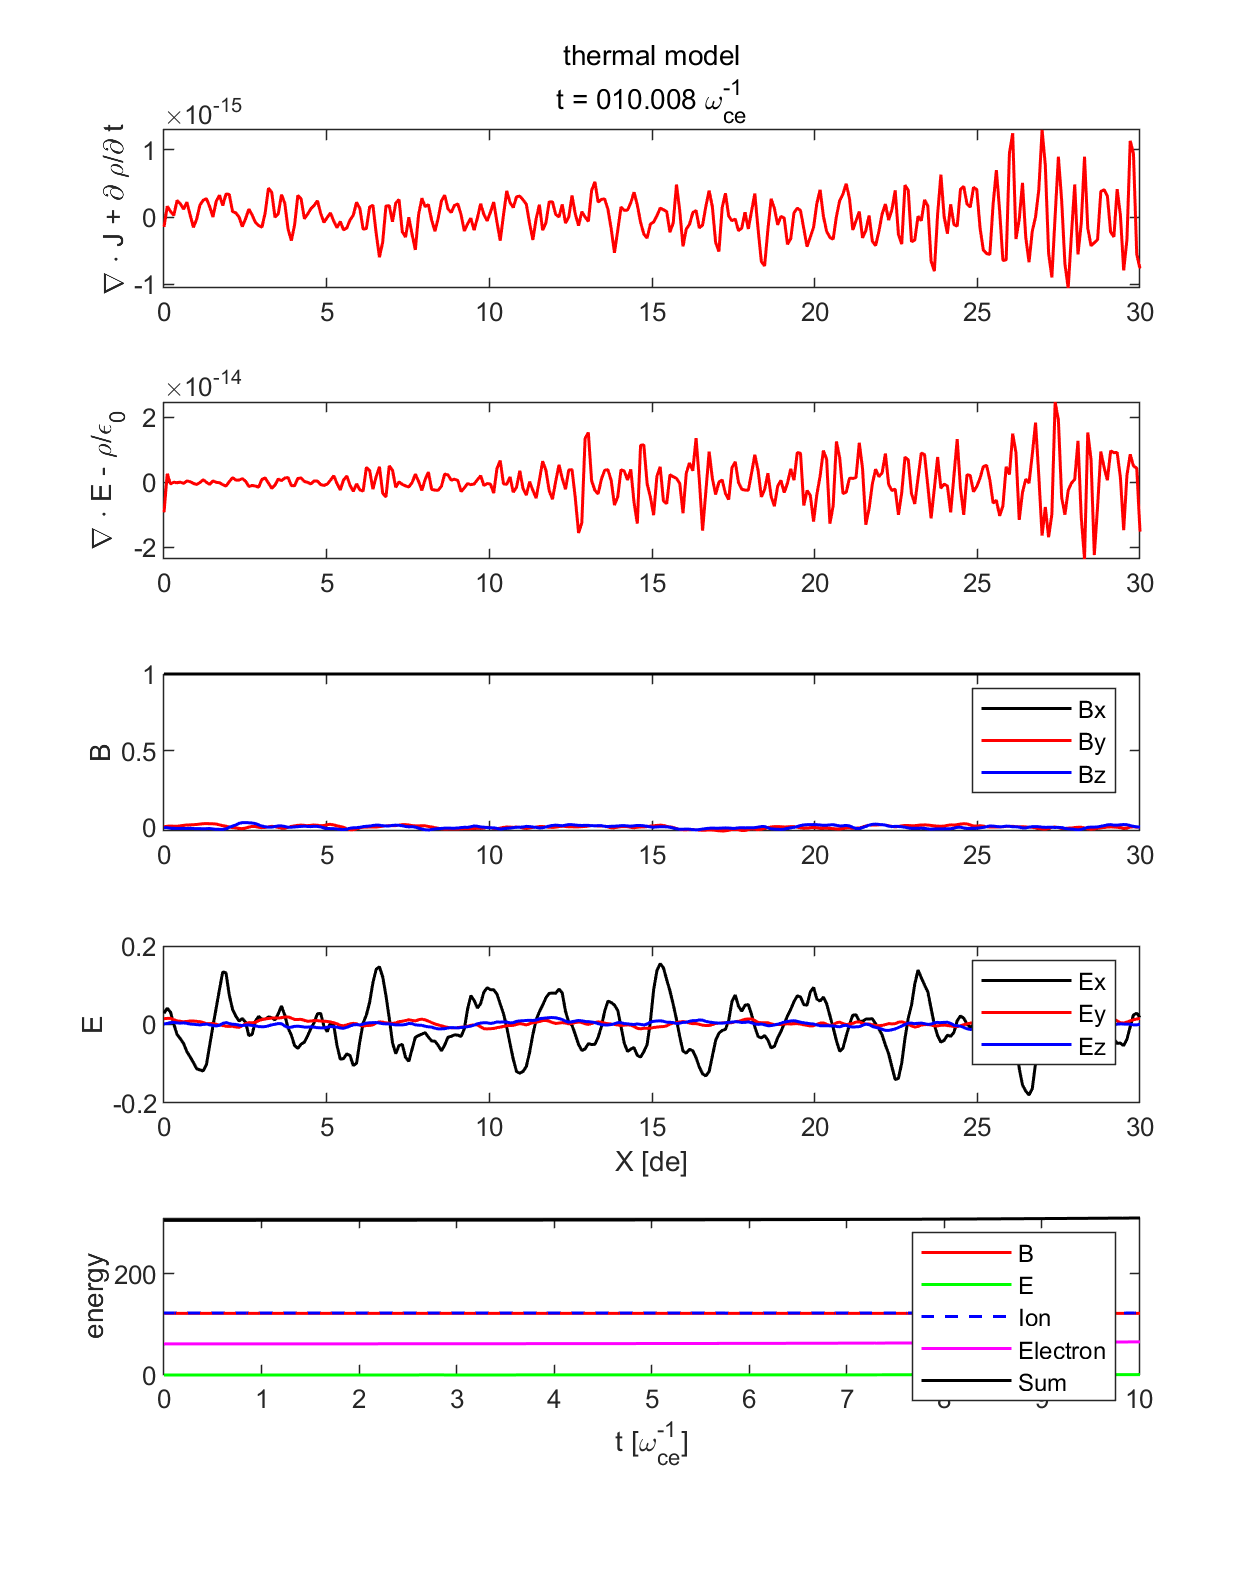 thermal model
t = 010.008 ω_ce^-1
×10^-15
∇ · J + ∂ ρ/∂ t
1
0
-1
0 5 10 15 20 25 30
×10^-14
∇ · E - ρ/ϵ_0
2
0
-2
0 5 10 15 20 25 30
B
1
0.5
0
Bx
By
Bz
0 5 10 15 20 25 30
E
0.2
0
-0.2
Ex
Ey
Ez
0 5 10 15 20 25 30
X [de]
energy
200
0
B
E
Ion
Electron
Sum
0 1 2 3 4 5 6 7 8 9 10
t [ω_ce^-1]